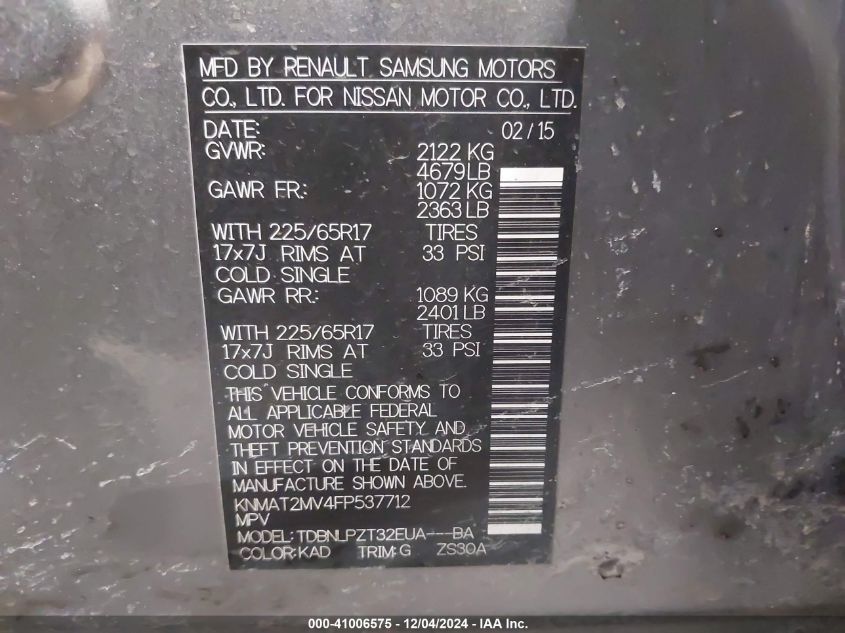 MFD BY RENAULT SAMSUNG MOTORS
CO., LTD. FOR NISSAN MOTOR CO., LTD.
DATE: 02/15
GVWR: 2122 KG
4679LB
GAWR FR.: 1072 KG
2363 LB
WITH 225/65R17 TIRES
17x7J RIMS AT 33 PSI
COLD SINGLE
GAWR RR.: 1089 KG
2401LB
WITH 225/65R17 TIRES
17x7J RIMS AT 33 PSI
COLD SINGLE
THIS VEHICLE CONFORMS TO
ALL APPLICABLE FEDERAL
MOTOR VEHICLE SAFETY AND
THEFT PREVENTION STANDARDS
IN EFFECT ON THE DATE OF
MANUFACTURE SHOWN ABOVE.
KNMAT2MV4FP537712
MPV
MODEL: TDBNLPZT32EUA---BA
COLOR: KAD TRIM: G ZS30A
000-41006575 - 12/04/2024 - IAA Inc.